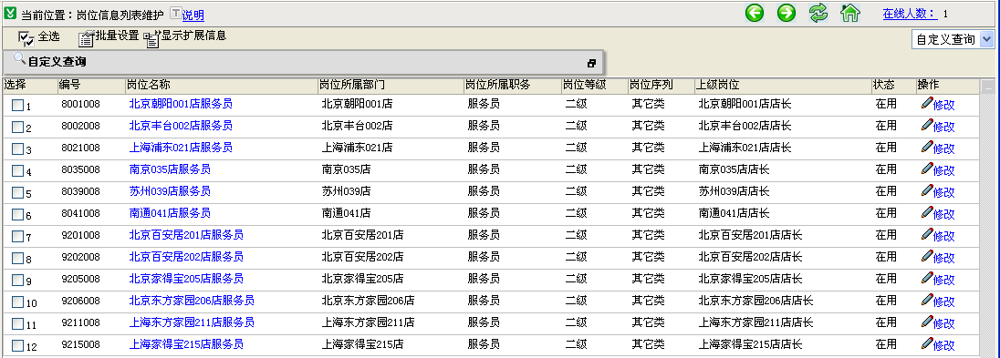 当前位置：岗位信息列表维护 T说明 在线人数： 1
全选 批量设置 显示扩展信息 自定义查询
自定义查询
选择 编号 岗位名称 岗位所属部门 岗位所属职务 岗位等级 岗位序列 上级岗位 状态 操作
1 8001008 北京朝阳001店服务员 北京朝阳001店 服务员 二级 其它类 北京朝阳001店店长 在用 修改
2 8002008 北京丰台002店服务员 北京丰台002店 服务员 二级 其它类 北京丰台002店店长 在用 修改
3 8021008 上海浦东021店服务员 上海浦东021店 服务员 二级 其它类 上海浦东021店店长 在用 修改
4 8035008 南京035店服务员 南京035店 服务员 二级 其它类 南京035店店长 在用 修改
5 8039008 苏州039店服务员 苏州039店 服务员 二级 其它类 苏州039店店长 在用 修改
6 8041008 南通041店服务员 南通041店 服务员 二级 其它类 南通041店店长 在用 修改
7 9201008 北京百安居201店服务员 北京百安居201店 服务员 二级 其它类 北京百安居201店店长 在用 修改
8 9202008 北京百安居202店服务员 北京百安居202店 服务员 二级 其它类 北京百安居202店店长 在用 修改
9 9205008 北京家得宝205店服务员 北京家得宝205店 服务员 二级 其它类 北京家得宝205店店长 在用 修改
10 9206008 北京东方家园206店服务员 北京东方家园206店 服务员 二级 其它类 北京东方家园206店店长 在用 修改
11 9211008 上海东方家园211店服务员 上海东方家园211店 服务员 二级 其它类 上海东方家园211店店长 在用 修改
12 9215008 上海家得宝215店服务员 上海家得宝215店 服务员 二级 其它类 上海家得宝215店店长 在用 修改